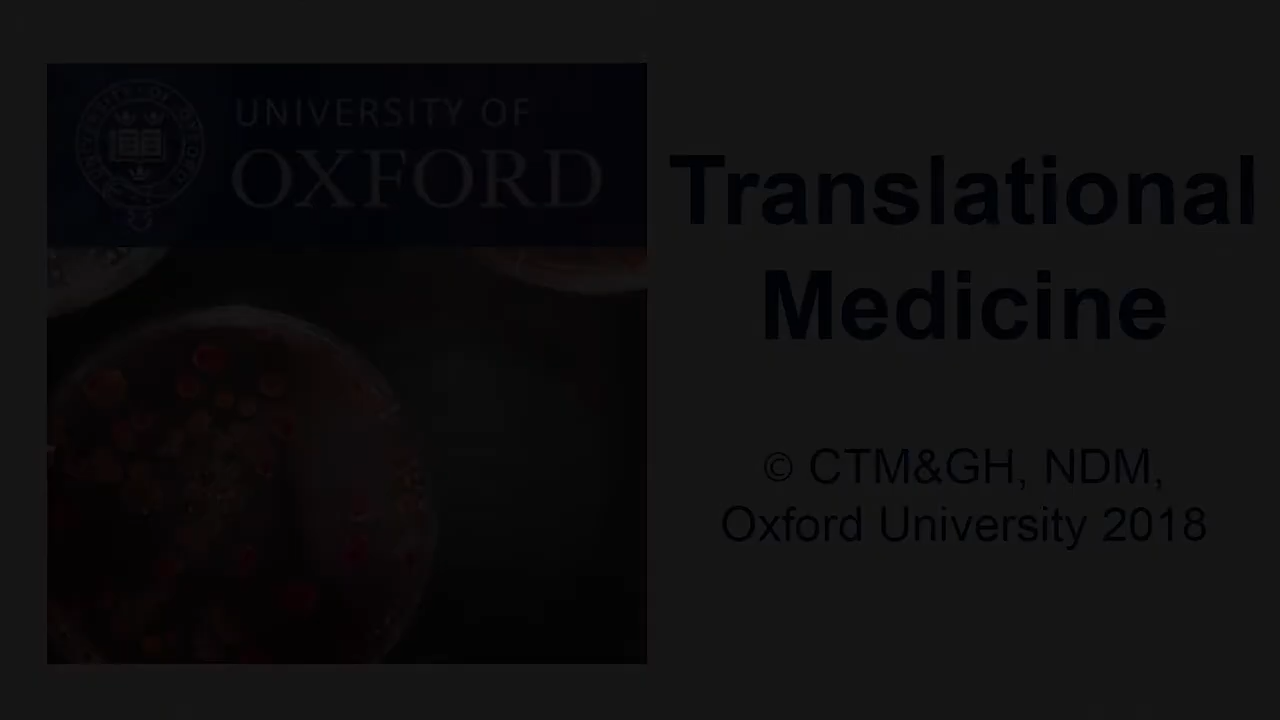 UNIVERSITY OF
OXFORD
Translational
Medicine
© CTM&GH, NDM,
Oxford University 2018